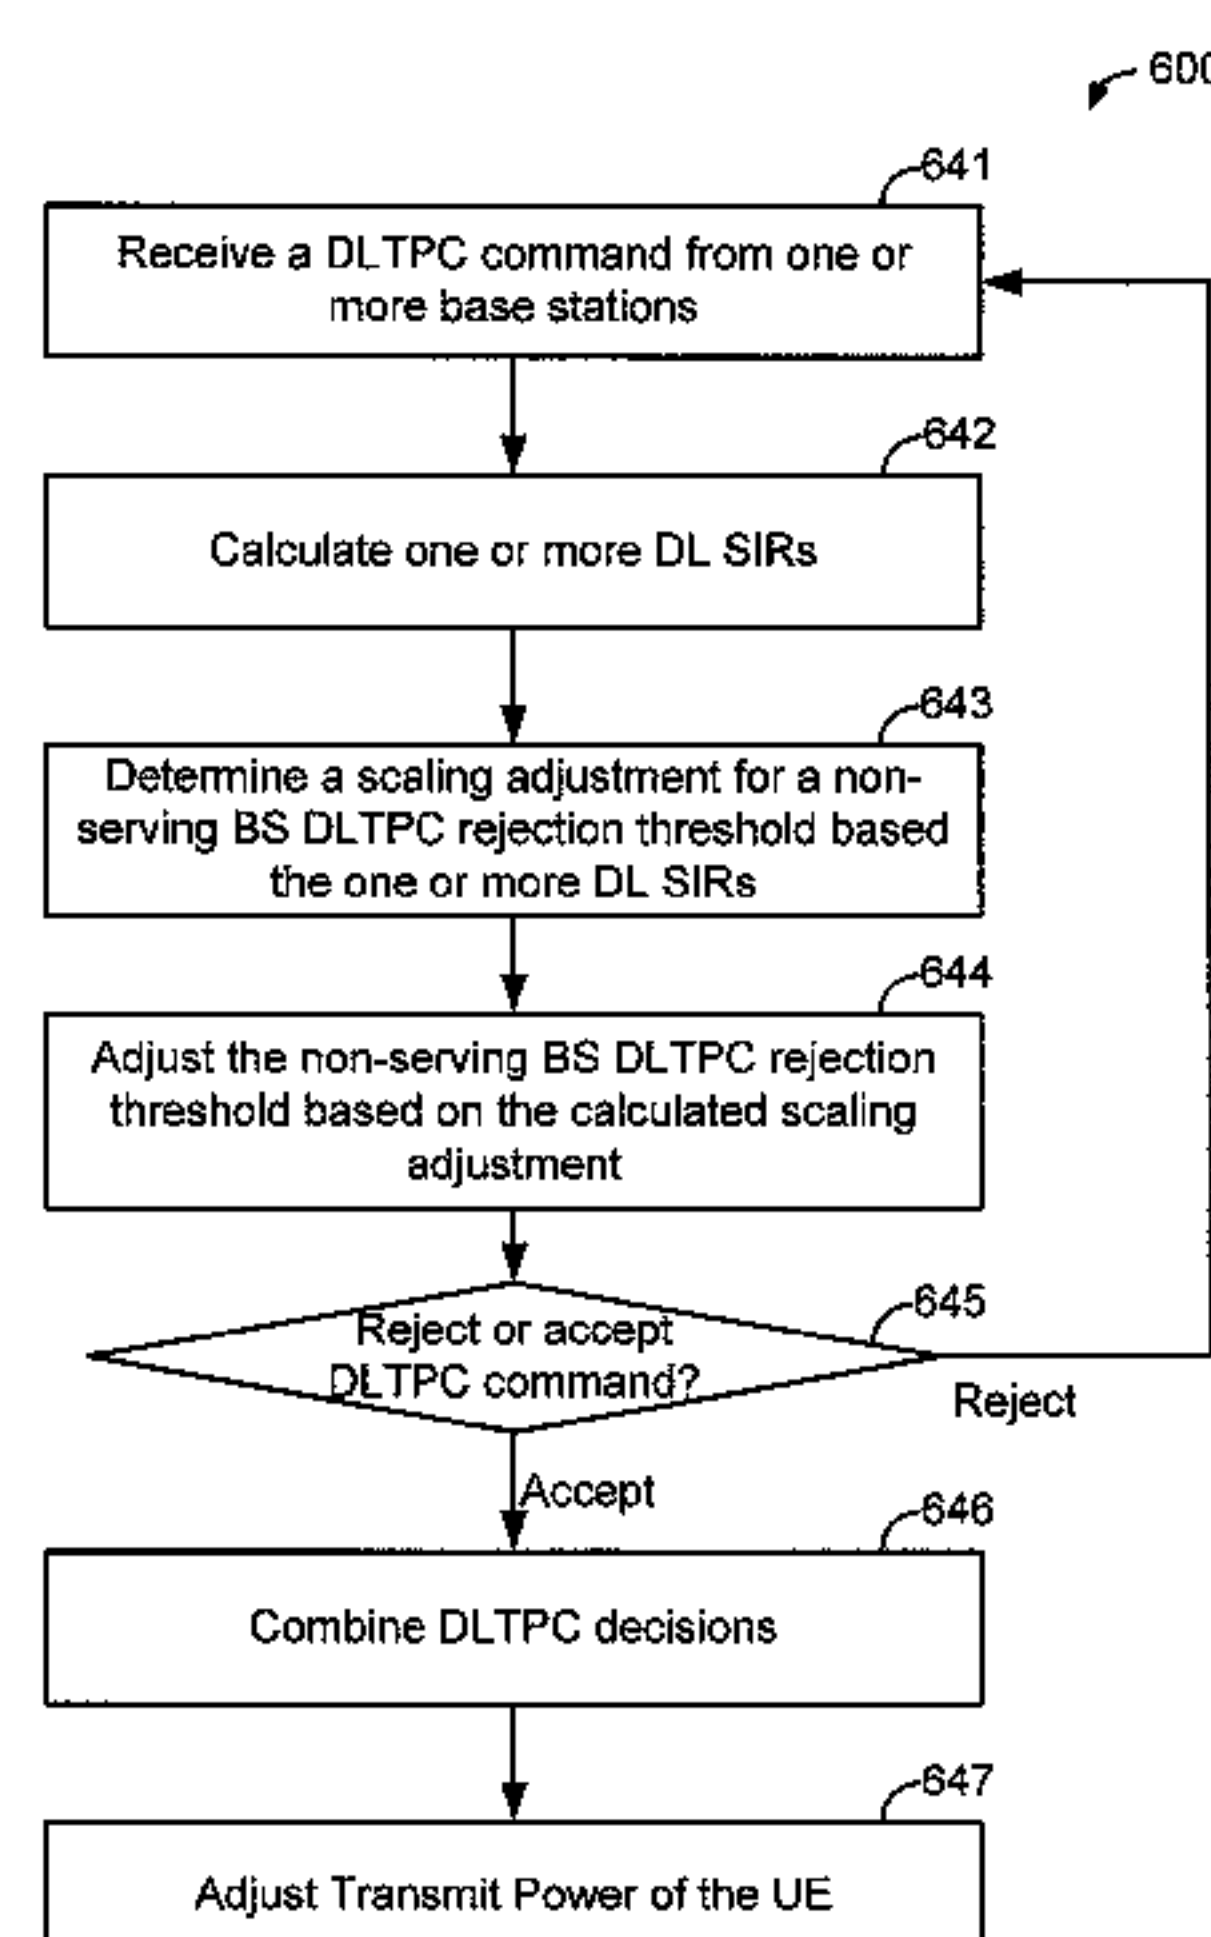 600
641
Receive a DLTPC command from one or
more base stations
642
Calculate one or more DL SIRs
643
Determine a scaling adjustment for a non-
serving BS DLTPC rejection threshold based
the one or more DL SIRs
644
Adjust the non-serving BS DLTPC rejection
threshold based on the calculated scaling
adjustment
645
Reject or accept
DLTPC command?
Reject
Accept
646
Combine DLTPC decisions
647
Adjust Transmit Power of the UE